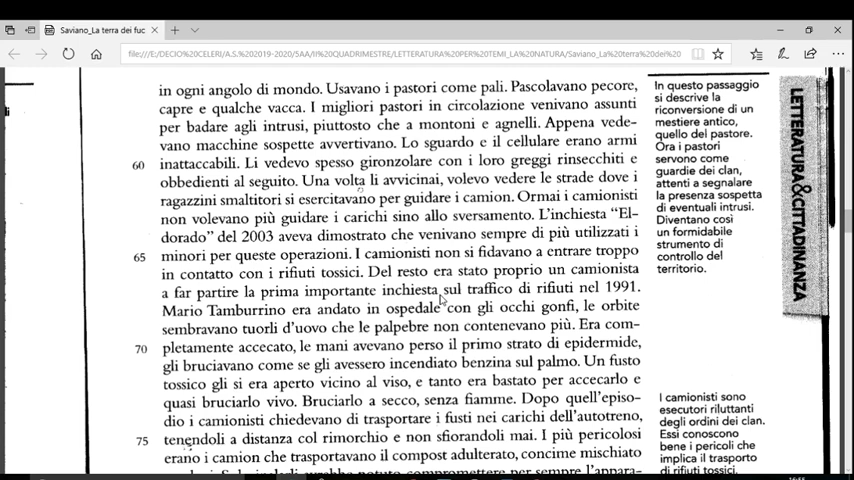 Saviano_La terra dei fuc
file:///E:/DECIO CELERI/A.S.%202019-2020/5AA/II%20QUADRIMESTRE/LETTERATURA%20PER%20TEMI_LA%20NATURA/Saviano_La%20terra%20dei%20
in ogni angolo di mondo. Usavano i pastori come pali. Pascolavano pecore,
capre e qualche vacca. I migliori pastori in circolazione venivano assunti
per badare agli intrusi, piuttosto che a montoni e agnelli. Appena vede-
vano macchine sospette avvertivano. Lo sguardo e il cellulare erano armi
60 inattaccabili. Li vedevo spesso gironzolare con i loro greggi rinsecchiti e
obbedienti al seguito. Una volta li avvicinai, volevo vedere le strade dove i
ragazzini smaltitori si esercitavano per guidare i camion. Ormai i camionisti
non volevano più guidare i carichi sino allo sversamento. L'inchiesta "El-
dorado" del 2003 aveva dimostrato che venivano sempre di più utilizzati i
65 minori per queste operazioni. I camionisti non si fidavano a entrare troppo
in contatto con i rifiuti tossici. Del resto era stato proprio un camionista
a far partire la prima importante inchiesta sul traffico di rifiuti nel 1991.
Mario Tamburrino era andato in ospedale con gli occhi gonfi, le orbite
sembravano tuorli d'uovo che le palpebre non contenevano più. Era com-
70 pletamente accecato, le mani avevano perso il primo strato di epidermide,
gli bruciavano come se gli avessero incendiato benzina sul palmo. Un fusto
tossico gli si era aperto vicino al viso, e tanto era bastato per accecarlo e
quasi bruciarlo vivo. Bruciarlo a secco, senza fiamme. Dopo quell'episo-
dio i camionisti chiedevano di trasportare i fusti nei carichi dell'autotreno,
75 tenendoli a distanza col rimorchio e non sfiorandoli mai. I più pericolosi
erano i camion che trasportavano il compost adulterato, concime mischiato
In questo passaggio
si descrive la
riconversione di un
mestiere antico,
quello del pastore.
Ora i pastori
servono come
guardie dei clan,
attenti a segnalare
la presenza sospetta
di eventuali intrusi.
Diventano così
un formidabile
strumento di
controllo del
territorio.
I camionisti sono
esecutori riluttanti
degli ordini dei clan.
Essi conoscono
bene i pericoli che
implica il trasporto
di rifiuti tossici.
LETTERATURA&CITTADINANZA